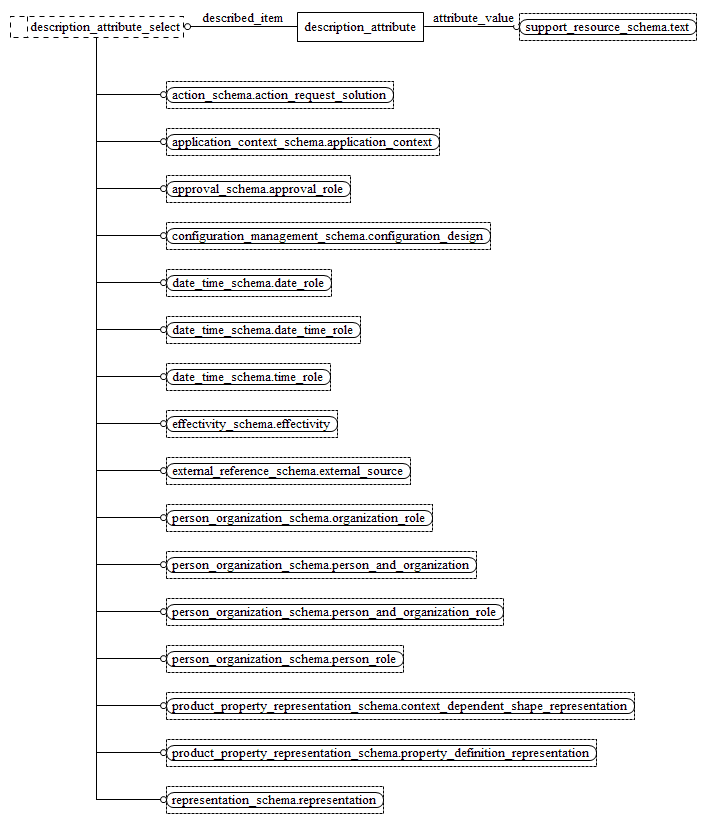 described_item
attribute_value
description_attribute_select
description_attribute
support_resource_schema.text
action_schema.action_request_solution
application_context_schema.application_context
approval_schema.approval_role
configuration_management_schema.configuration_design
date_time_schema.date_role
date_time_schema.date_time_role
date_time_schema.time_role
effectivity_schema.effectivity
external_reference_schema.external_source
person_organization_schema.organization_role
person_organization_schema.person_and_organization
person_organization_schema.person_and_organization_role
person_organization_schema.person_role
product_property_representation_schema.context_dependent_shape_representation
product_property_representation_schema.property_definition_representation
representation_schema.representation